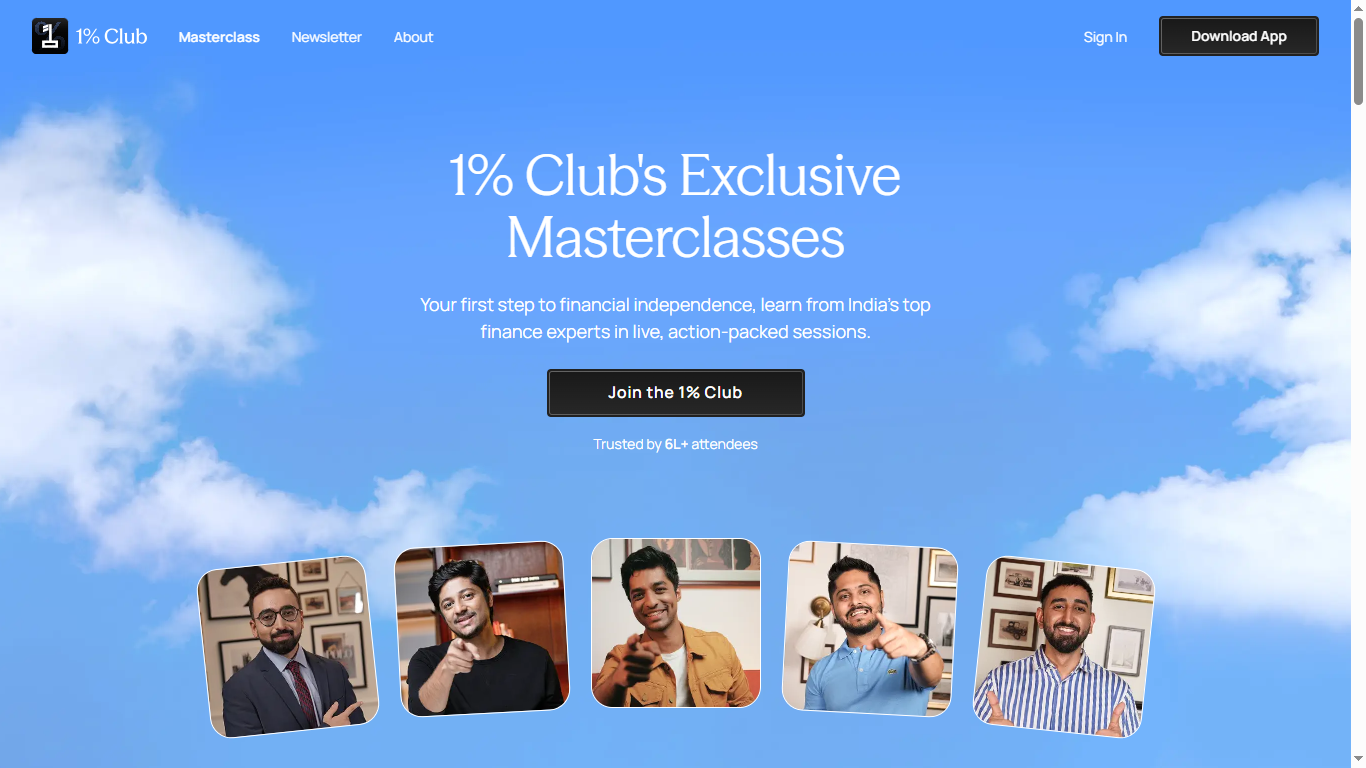 1% Club
Masterclass
Newsletter
About
Sign In
Download App
1% Club's Exclusive
Masterclasses
Your first step to financial independence, learn from India's top
finance experts in live, action-packed sessions.
Join the 1% Club
Trusted by 6L+ attendees